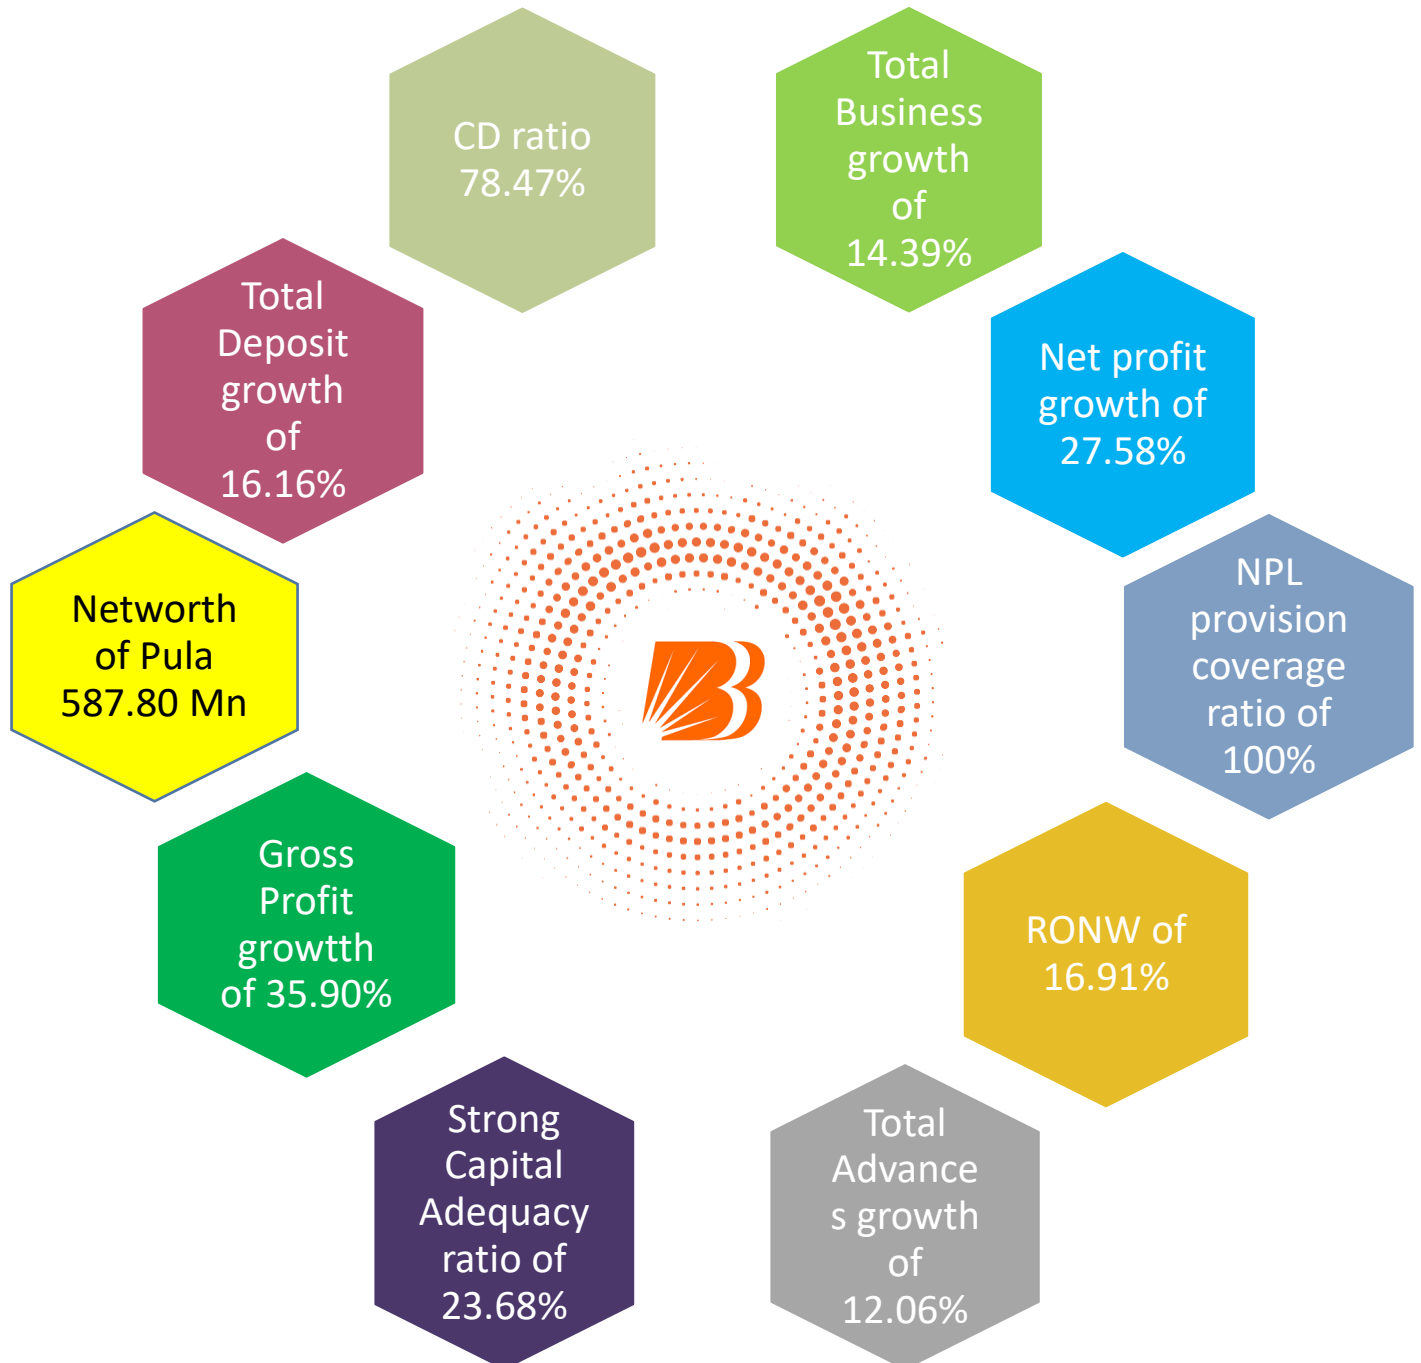 CD ratio
78.47%
Total
Business
growth
of
14.39%
Total
Deposit
growth
of
16.16%
Net profit
growth of
27.58%
Networth
of Pula
587.80 Mn
NPL
provision
coverage
ratio of
100%
Gross
Profit
growtth
of 35.90%
RONW of
16.91%
Strong
Capital
Adequacy
ratio of
23.68%
Total
Advance
s growth
of
12.06%